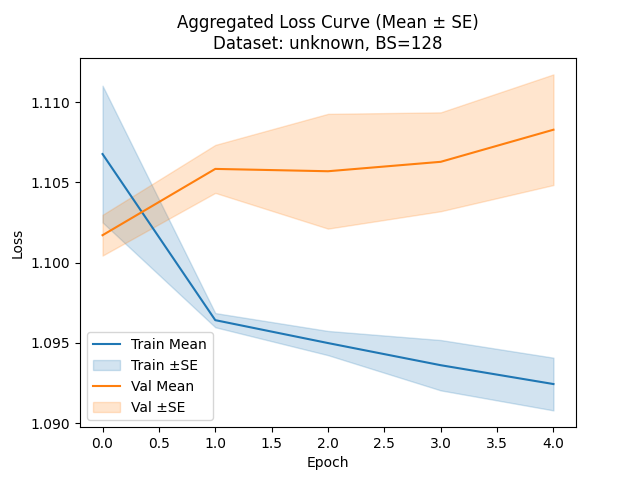 Aggregated Loss Curve (Mean ± SE)
Dataset: unknown, BS=128
Loss
1.110
1.105
1.100
1.095
1.090
Train Mean
Train ±SE
Val Mean
Val ±SE
0.0 0.5 1.0 1.5 2.0 2.5 3.0 3.5 4.0
Epoch